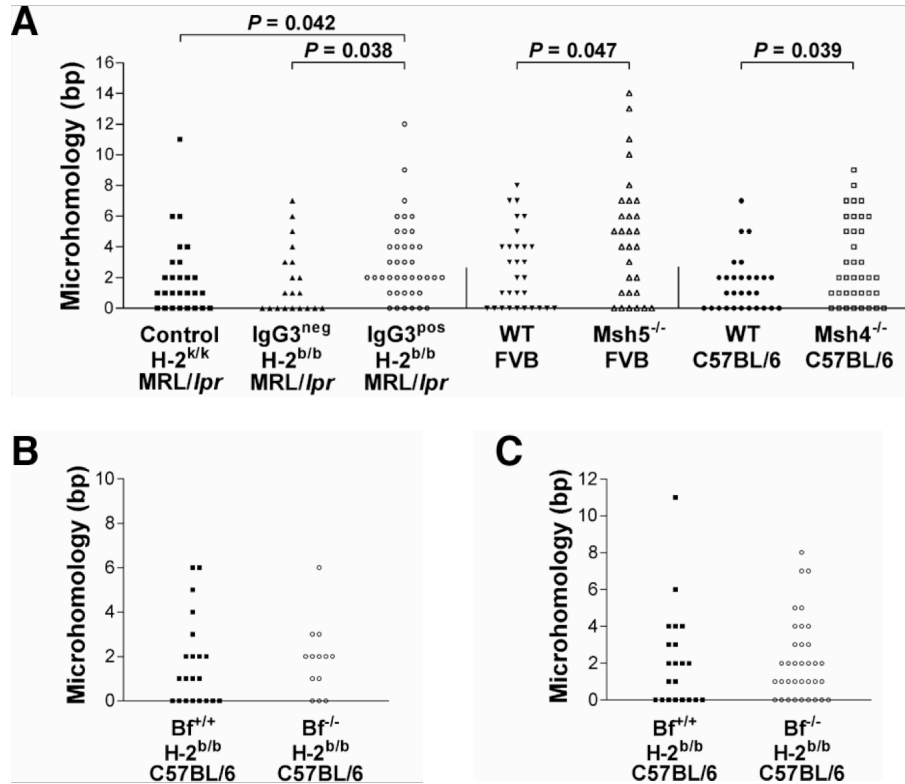 A
P = 0.042
P = 0.038
P = 0.047
P = 0.039
Microhomology (bp)
16
14
12
10
8
6
4
2
0
Control
H-2k/k
MRL/lpr
IgG3neg
H-2b/b
MRL/lpr
IgG3pos
H-2b/b
MRL/lpr
WT
FVB
Msh5-/-
FVB
WT
C57BL/6
Msh4-/-
C57BL/6
B
Microhomology (bp)
10
8
6
4
2
0
Bf+/+
H-2b/b
C57BL/6
Bf-/-
H-2b/b
C57BL/6
C
Microhomology (bp)
12
10
8
6
4
2
0
Bf+/+
H-2b/b
C57BL/6
Bf-/-
H-2b/b
C57BL/6